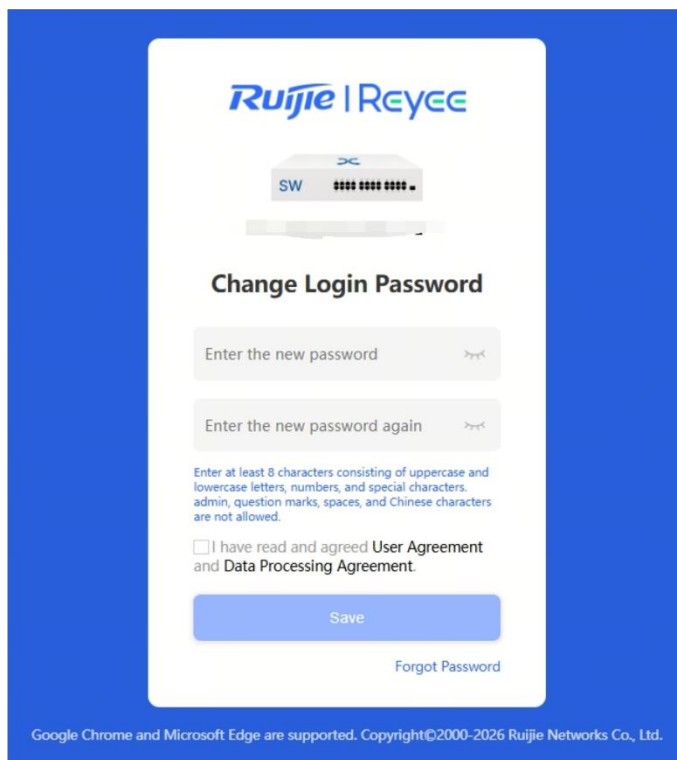 Ruijie | Reyee
SW
Change Login Password
Enter the new password
Enter the new password again
Enter at least 8 characters consisting of uppercase and
lowercase letters, numbers, and special characters.
admin, question marks, spaces, and Chinese characters
are not allowed.
I have read and agreed User Agreement
and Data Processing Agreement.
Save
Forgot Password
Google Chrome and Microsoft Edge are supported. Copyright©2000-2026 Ruijie Networks Co., Ltd.